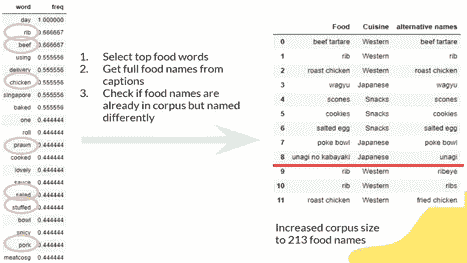 word freq
day 1.000000
rib 0.666667
beef 0.666667
using 0.555556
delivery 0.555556
chicken 0.555556
singapore 0.555556
baked 0.555556
one 0.444444
roll 0.444444
prawn 0.444444
cooked 0.444444
lovely 0.444444
sauce 0.444444
salad 0.444444
stuffed 0.444444
bowl 0.444444
spicy 0.444444
pork 0.444444
meatcosg 0.444444
1. Select top food words
2. Get full food names from
captions
3. Check if food names are
already in corpus but named
differently
Food Cuisine alternative names
0 beef tartare Western beef tartare
1 rib Western rib
2 roast chicken Western roast chicken
3 wagyu Japanese wagyu
4 scones Snacks scones
5 cookies Snacks cookies
6 salted egg Snacks salted egg
7 poke bowl Western poke bowl
8 unagi no kabayaki Japanese unagi
9 rib Western ribeye
10 rib Western ribs
11 roast chicken Western fried chicken
Increased corpus size
to 213 food names